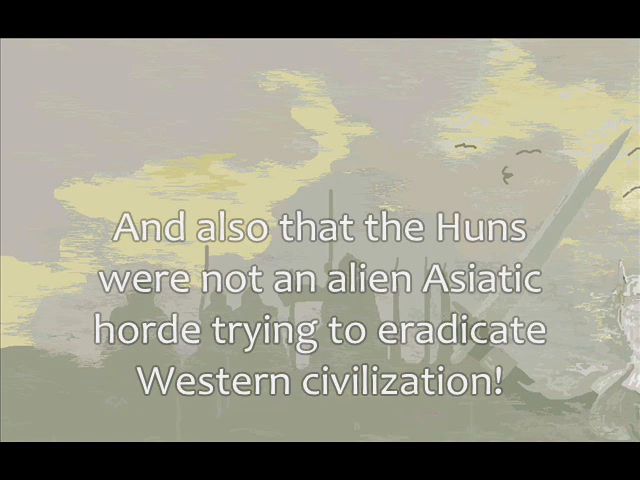 And also that the Huns
were not an alien Asiatic
horde trying to eradicate
Western civilization!